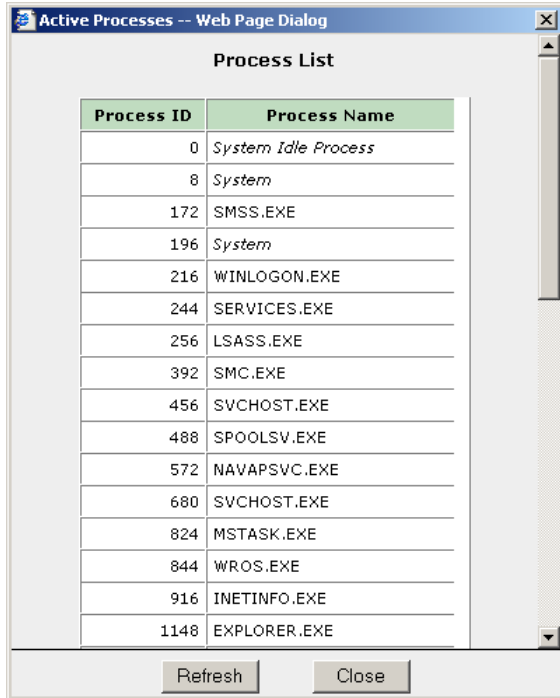 Active Processes -- Web Page Dialog
Process List
Process ID Process Name
0 System Idle Process
8 System
172 SMSS.EXE
196 System
216 WINLOGON.EXE
244 SERVICES.EXE
256 LSASS.EXE
392 SMC.EXE
456 SVCHOST.EXE
488 SPOOLSV.EXE
572 NAVAPSVC.EXE
680 SVCHOST.EXE
824 MSTASK.EXE
844 WROS.EXE
916 INETINFO.EXE
1148 EXPLORER.EXE
Refresh Close